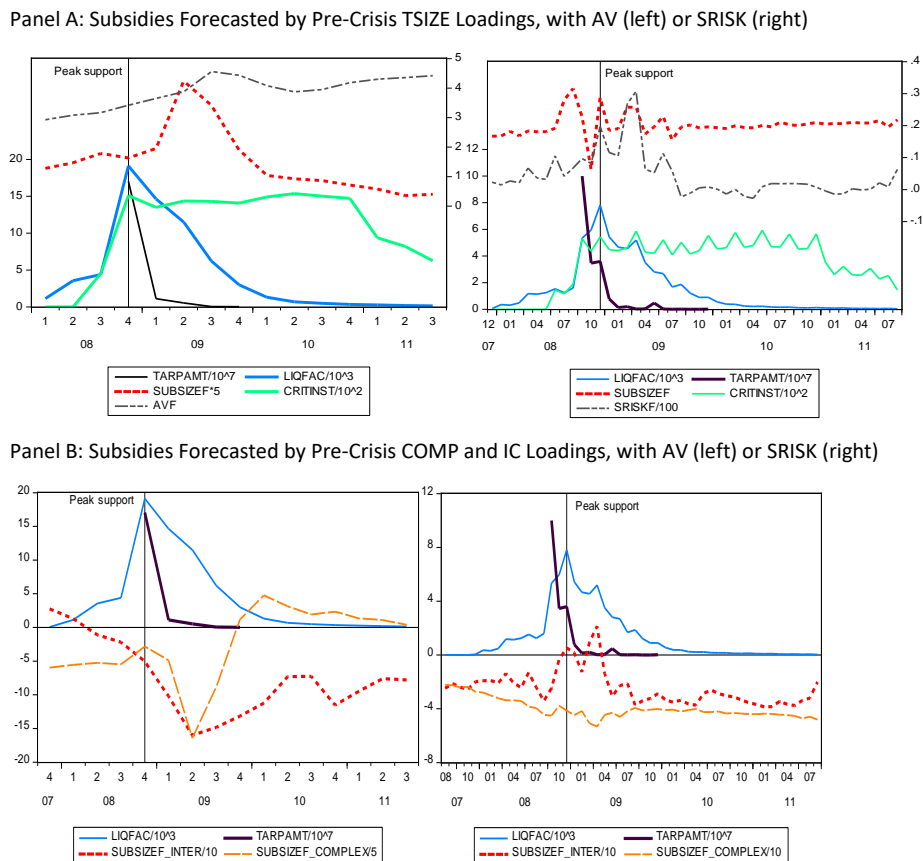 Panel A: Subsidies Forecasted by Pre-Crisis TSIZE Loadings, with AV (left) or SRISK (right)
Peak support
5
4
3
2
1
0
20
15
10
5
0
1 2 3 4 1 2 3 4 1 2 3 4 1 2 3
08 09 10 11
TARPAMT/10^7 LIQFAC/10^3
SUBSIZEF*5 CRITINST/10^2
AVF
Peak support
.4
.3
.2
.1
.0
-.1
12
10
8
6
4
2
0
12 01 04 07 10 01 04 07 10 01 04 07 10 01 04 07
07 08 09 10 11
LIQFAC/10^3 TARPAMT/10^7
SUBSIZEF CRITINST/10^2
SRISKF/100
Panel B: Subsidies Forecasted by Pre-Crisis COMP and IC Loadings, with AV (left) or SRISK (right)
20
15
10
5
0
-5
-10
-15
-20
Peak support
4 1 2 3 4 1 2 3 4 1 2 3 4 1 2 3
07 08 09 10 11
LIQFAC/10^3 TARPAMT/10^7
SUBSIZEF_INTER/10 SUBSIZEF_COMPLEX/5
12
8
4
0
-4
-8
Peak support
08 10 01 04 07 10 01 04 07 10 01 04 07 10 01 04 07
07 08 09 10 11
LIQFAC/10^3 TARPAMT/10^7
SUBSIZEF_INTER/10 SUBSIZEF_COMPLEX/10